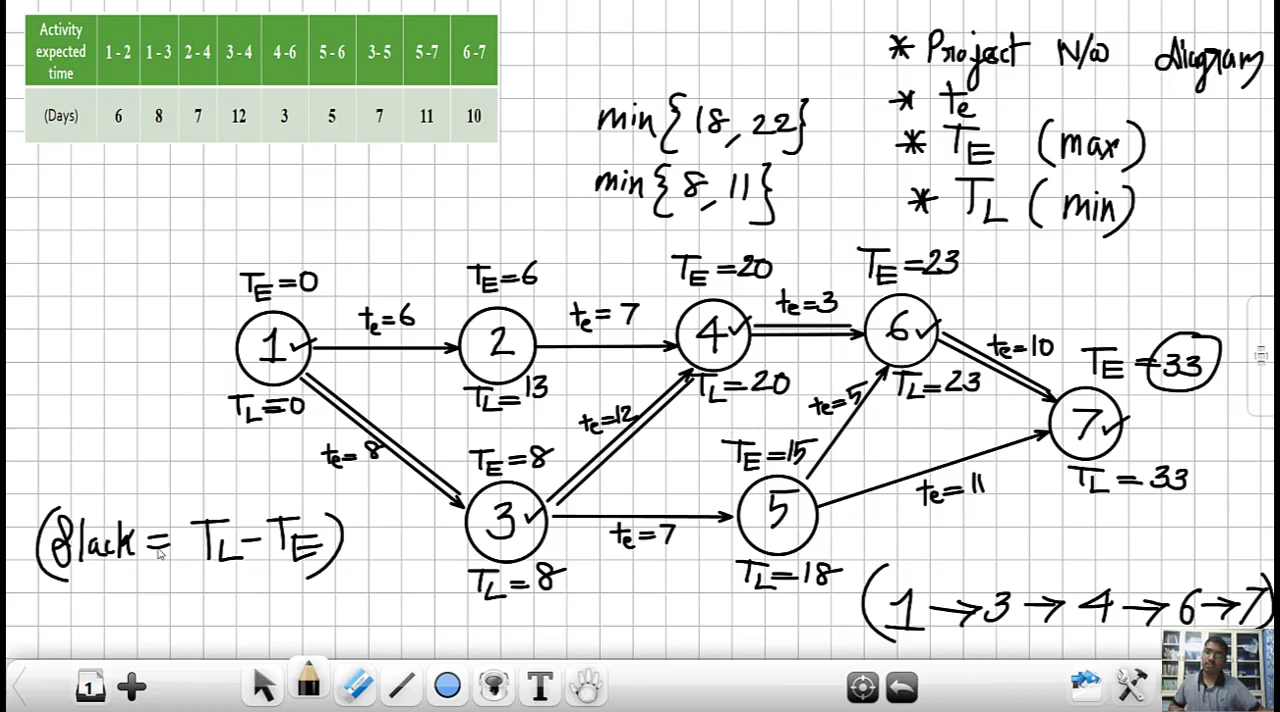 Activity expected time 1 - 2 1 - 3 2 - 4 3 - 4 4 -6 5 - 6 3- 5 5 -7 6 -7
(Days) 6 8 7 12 3 5 7 11 10
* Project N/w Diagram
* te
* TE (max)
* TL (min)
min{18, 22}
min{8, 11}
TE=0
1
TL=0
te=6
TE=6
2
TL=13
te=7
TE=20
4
TL=20
te=3
TE=23
6
TL=23
te=10
TE=33
7
TL=33
te=8
TE=8
3
TL=8
te=12
te=7
TE=15
5
TL=18
te=5
te=11
(Slack = TL-TE)
(1→3→4→6→7)
1
T